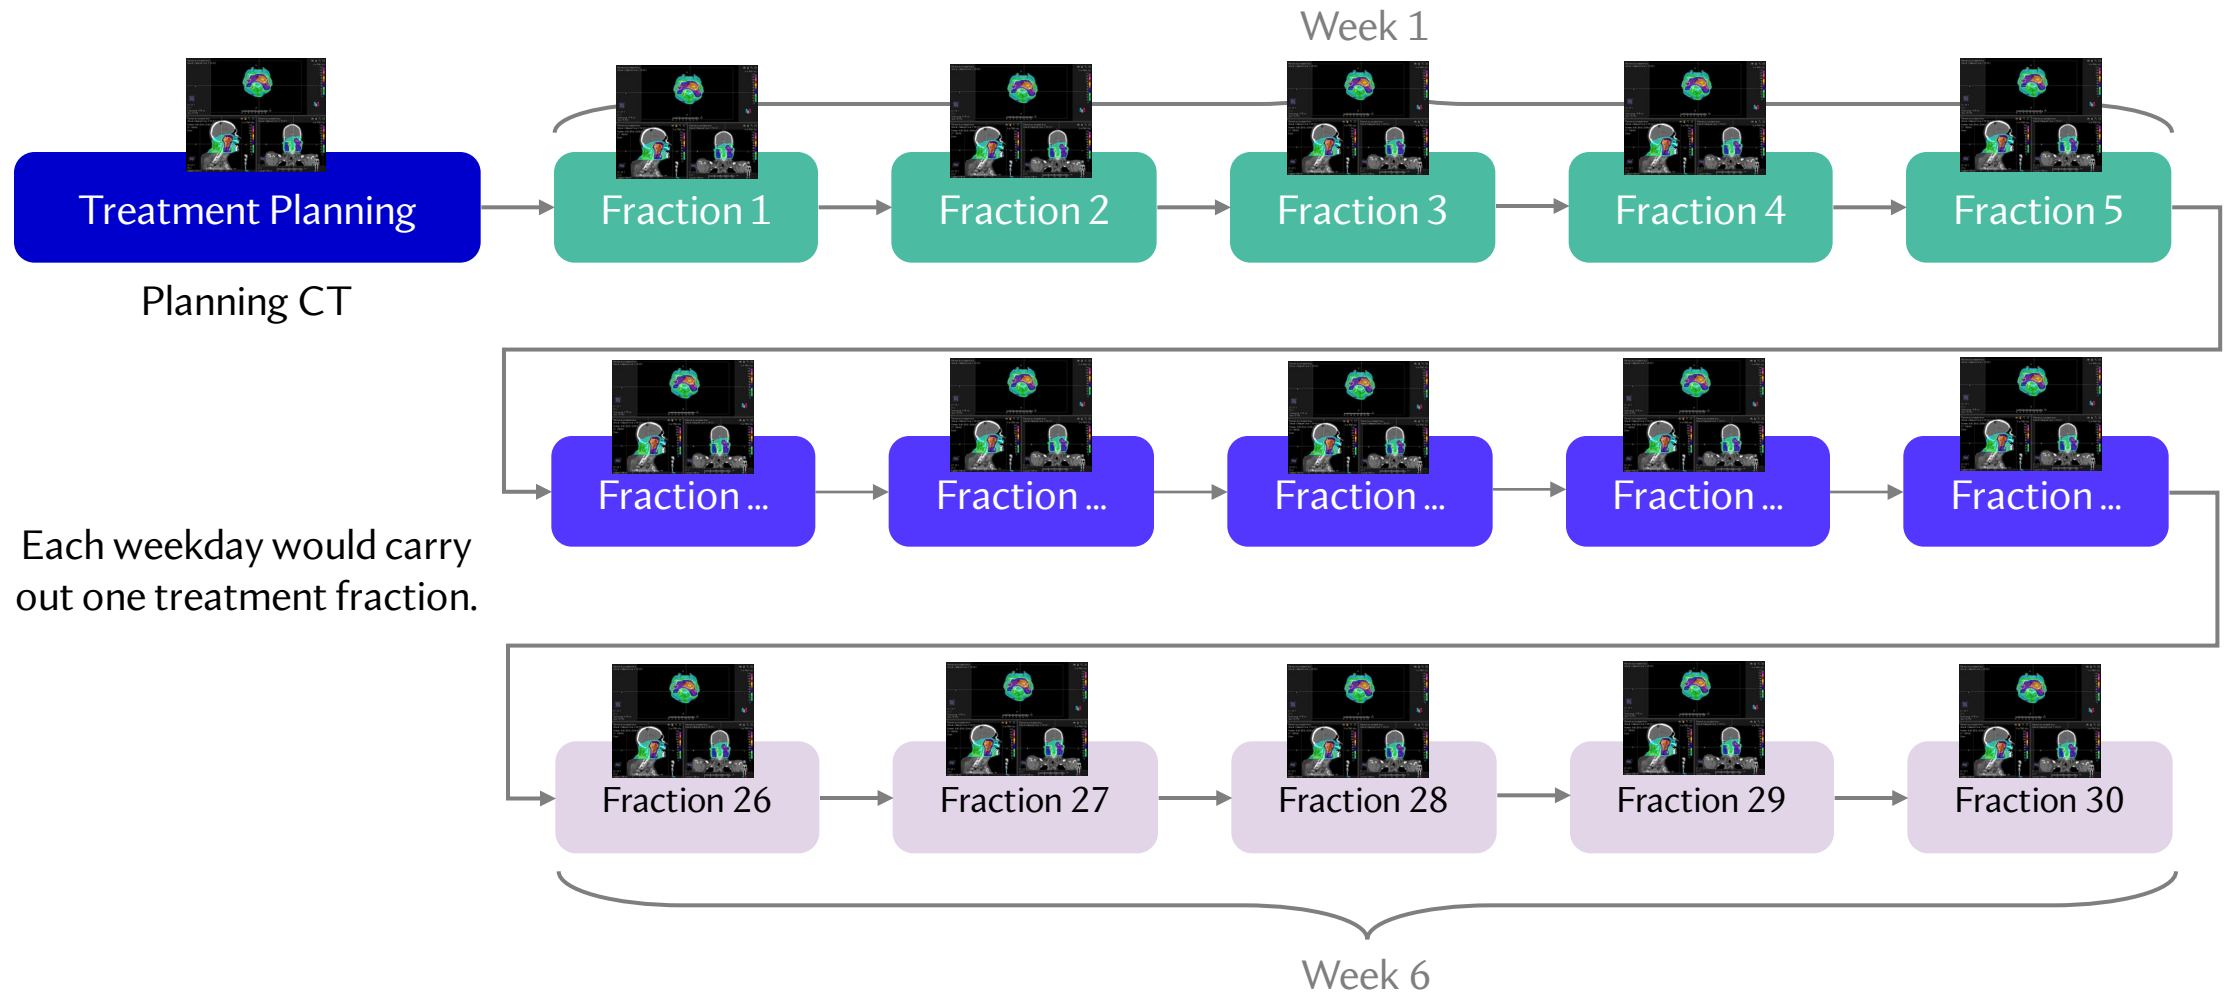 Week 1
Treatment Planning
Fraction 1
Fraction 2
Fraction 3
Fraction 4
Fraction 5
Planning CT
Fraction ...
Fraction ...
Fraction ...
Fraction ...
Fraction ...
Each weekday would carry
out one treatment fraction.
Fraction 26
Fraction 27
Fraction 28
Fraction 29
Fraction 30
Week 6